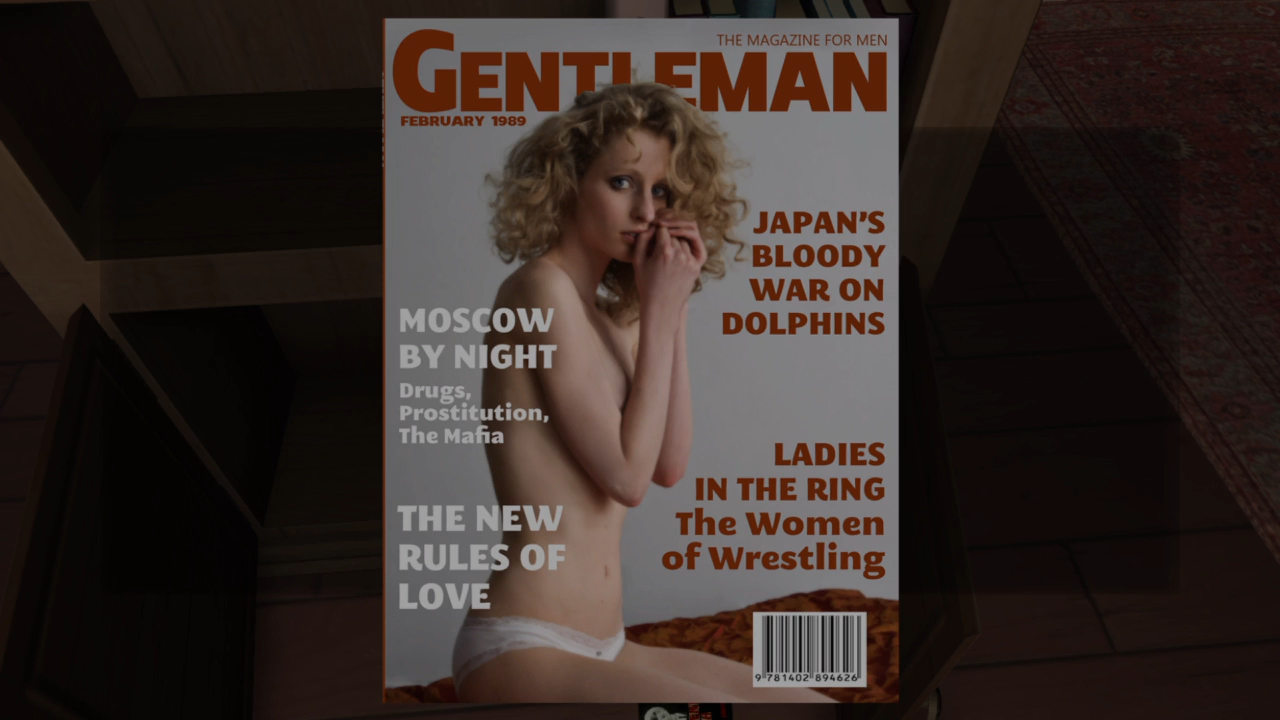 THE MAGAZINE FOR MEN
GENTLEMAN
FEBRUARY 1989
JAPAN'S
BLOODY
WAR ON
DOLPHINS
MOSCOW
BY NIGHT
Drugs,
Prostitution,
The Mafia
LADIES
IN THE RING
The Women
of Wrestling
THE NEW
RULES OF
LOVE
9 781402 894626